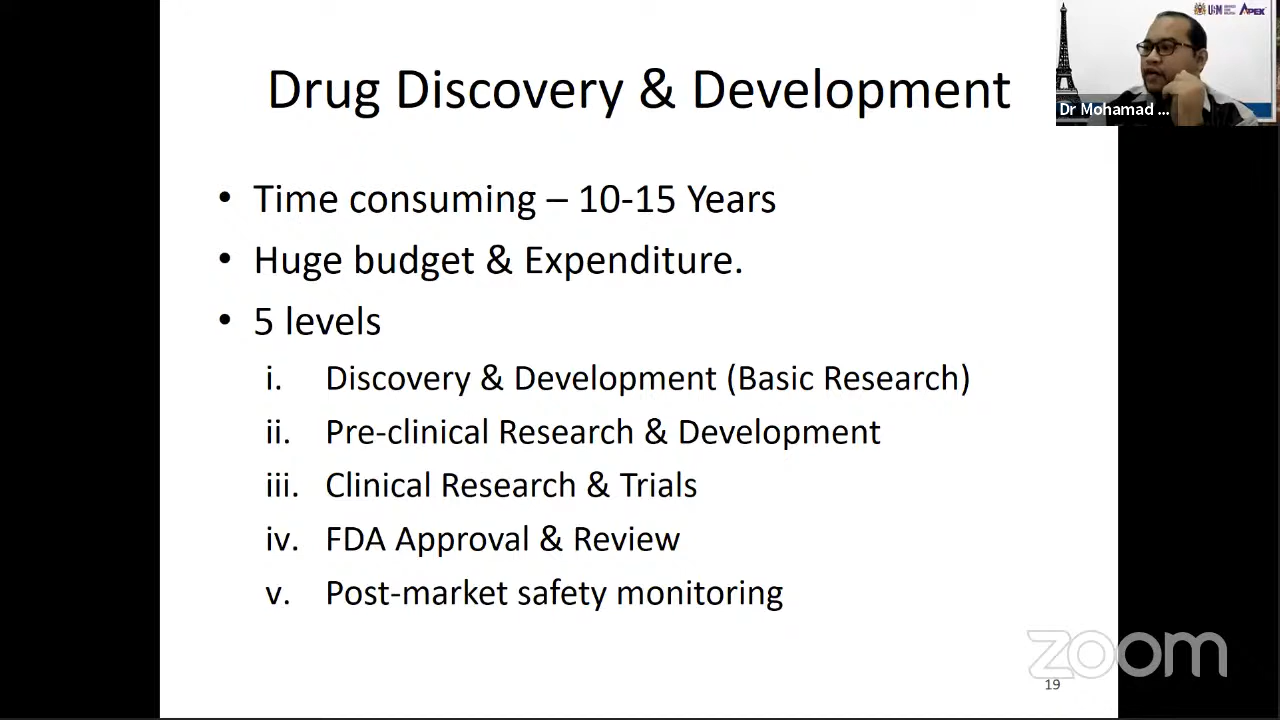 Drug Discovery & Development
USM APEX
Dr Mohamad ...
• Time consuming – 10-15 Years
• Huge budget & Expenditure.
• 5 levels
i. Discovery & Development (Basic Research)
ii. Pre-clinical Research & Development
iii. Clinical Research & Trials
iv. FDA Approval & Review
v. Post-market safety monitoring
zoom
19